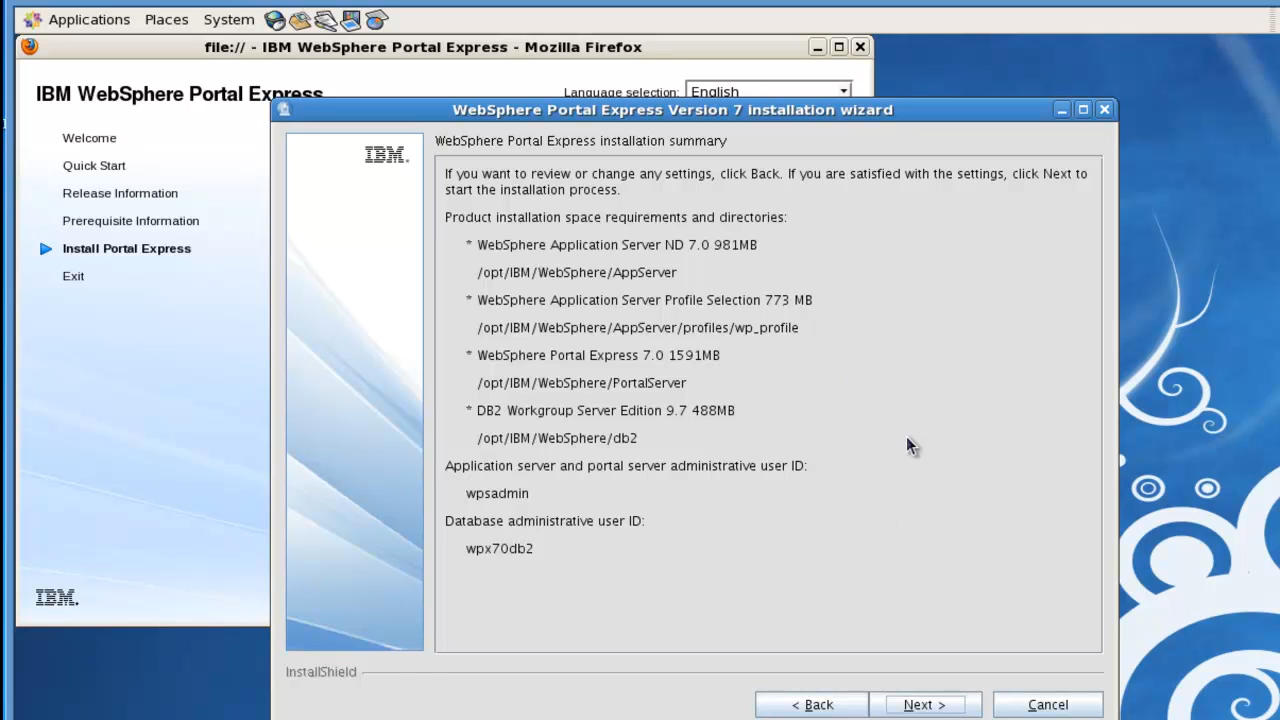 Applications Places System
file:// - IBM WebSphere Portal Express - Mozilla Firefox
IBM WebSphere Portal Express
Language selection: English
Welcome
Quick Start
Release Information
Prerequisite Information
Install Portal Express
Exit
IBM.
WebSphere Portal Express Version 7 installation wizard
IBM.
WebSphere Portal Express installation summary
If you want to review or change any settings, click Back. If you are satisfied with the settings, click Next to
start the installation process.
Product installation space requirements and directories:
* WebSphere Application Server ND 7.0 981MB
/opt/IBM/WebSphere/AppServer
* WebSphere Application Server Profile Selection 773 MB
/opt/IBM/WebSphere/AppServer/profiles/wp_profile
* WebSphere Portal Express 7.0 1591MB
/opt/IBM/WebSphere/PortalServer
* DB2 Workgroup Server Edition 9.7 488MB
/opt/IBM/WebSphere/db2
Application server and portal server administrative user ID:
wpsadmin
Database administrative user ID:
wpx70db2
InstallShield
< Back
Next >
Cancel